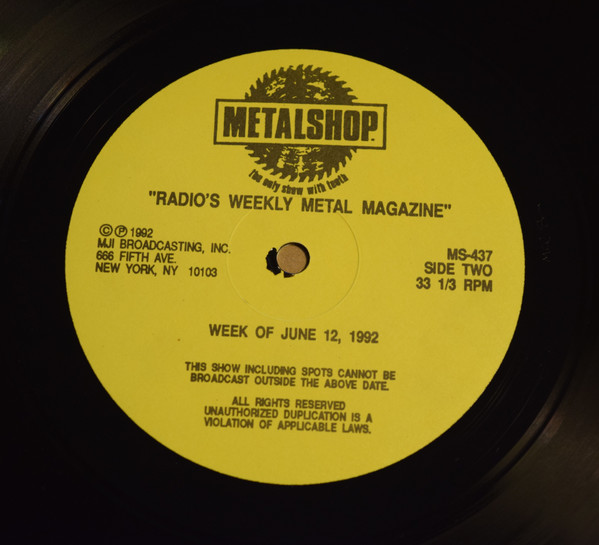 METALSHOP
the only show with teeth
"RADIO'S WEEKLY METAL MAGAZINE"
© ℗ 1992
MJI BROADCASTING, INC.
666 FIFTH AVE.
NEW YORK, NY 10103
MS-437
SIDE TWO
33 1/3 RPM
WEEK OF JUNE 12, 1992
THIS SHOW INCLUDING SPOTS CANNOT BE
BROADCAST OUTSIDE THE ABOVE DATE.
ALL RIGHTS RESERVED
UNAUTHORIZED DUPLICATION IS A
VIOLATION OF APPLICABLE LAWS.